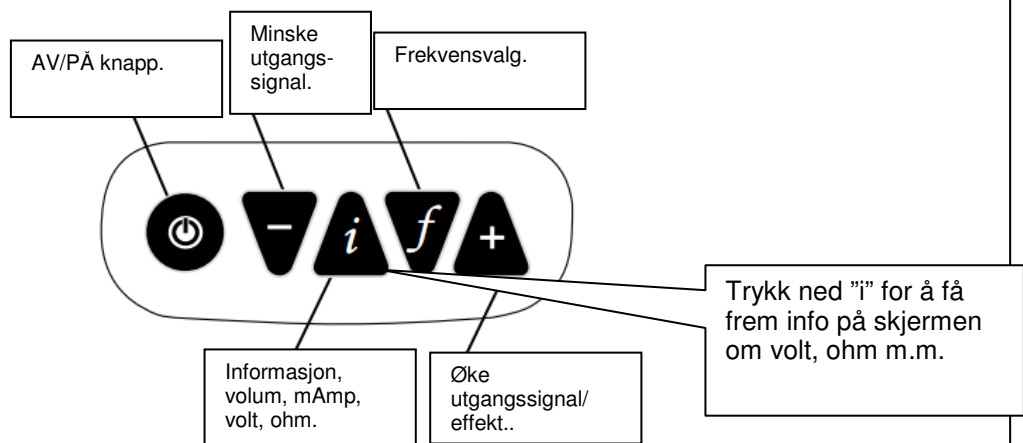 AV/PÅ knapp.
Minske
utgangs-
signal.
Frekvensvalg.
−
i
f
+
Trykk ned ”i” for å få
frem info på skjermen
om volt, ohm m.m.
Informasjon,
volum, mAmp,
volt, ohm.
Øke
utgangssignal/
effekt..